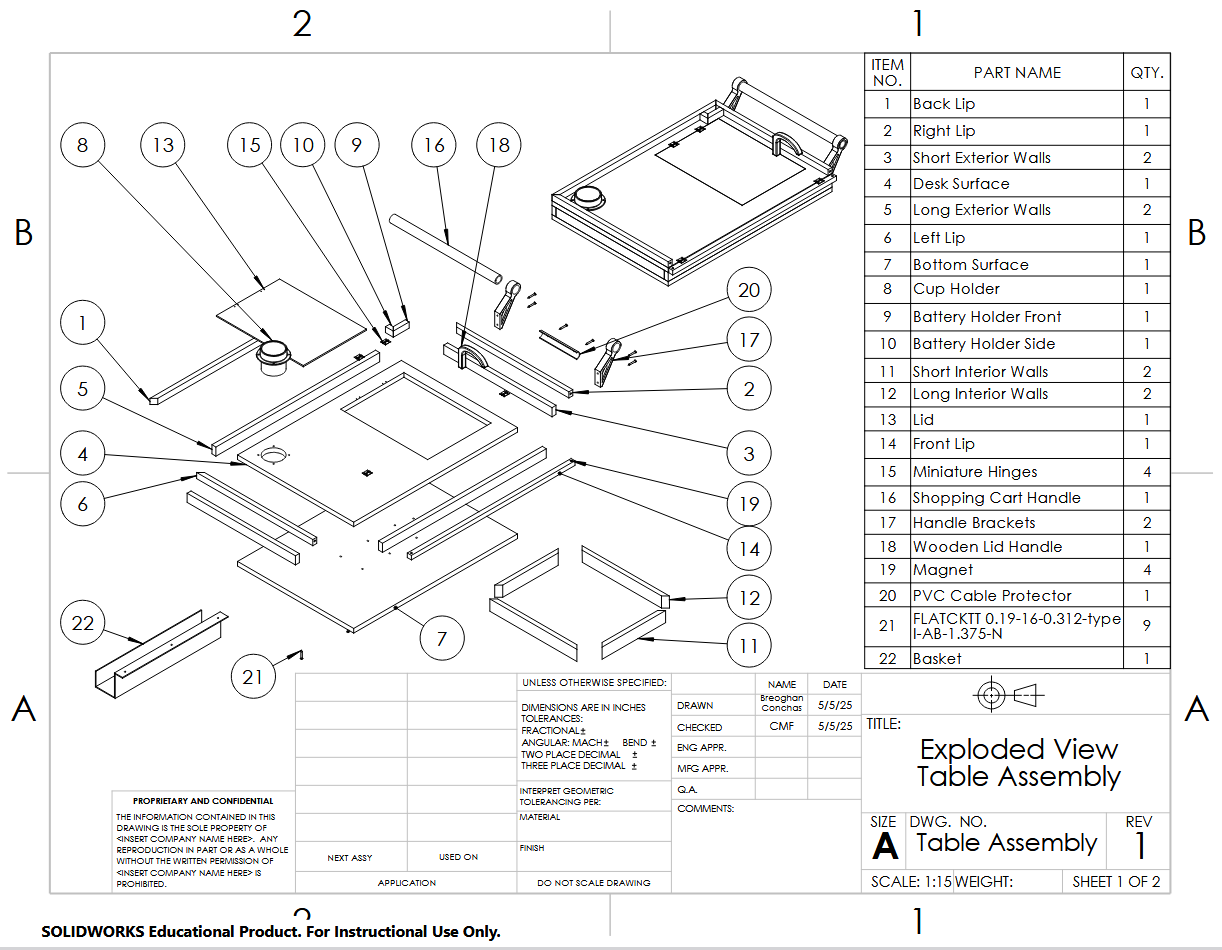 2 1
B B
A A
8 13 15 10 9 16 18
1
5
4
6
20
17
2
3
19
14
12
11
7
22
21
ITEM NO. PART NAME QTY.
1 Back Lip 1
2 Right Lip 1
3 Short Exterior Walls 2
4 Desk Surface 1
5 Long Exterior Walls 2
6 Left Lip 1
7 Bottom Surface 1
8 Cup Holder 1
9 Battery Holder Front 1
10 Battery Holder Side 1
11 Short Interior Walls 2
12 Long Interior Walls 2
13 Lid 1
14 Front Lip 1
15 Miniature Hinges 4
16 Shopping Cart Handle 1
17 Handle Brackets 2
18 Wooden Lid Handle 1
19 Magnet 4
20 PVC Cable Protector 1
21 FLATCKTT 0.19-16-0.312-type
I-AB-1.375-N 9
22 Basket 1
PROPRIETARY AND CONFIDENTIAL
THE INFORMATION CONTAINED IN THIS
DRAWING IS THE SOLE PROPERTY OF
<INSERT COMPANY NAME HERE>. ANY
REPRODUCTION IN PART OR AS A WHOLE
WITHOUT THE WRITTEN PERMISSION OF
<INSERT COMPANY NAME HERE> IS
PROHIBITED.
NEXT ASSY USED ON
APPLICATION
UNLESS OTHERWISE SPECIFIED:
DIMENSIONS ARE IN INCHES
TOLERANCES:
FRACTIONAL±
ANGULAR: MACH± BEND ±
TWO PLACE DECIMAL ±
THREE PLACE DECIMAL ±
INTERPRET GEOMETRIC
TOLERANCING PER:
MATERIAL
FINISH
DO NOT SCALE DRAWING
NAME DATE
DRAWN Breoghan Conchas 5/5/25
CHECKED CMF 5/5/25
ENG APPR.
MFG APPR.
Q.A.
COMMENTS:
TITLE:
Exploded View
Table Assembly
SIZE DWG. NO. REV
A Table Assembly 1
SCALE: 1:15 WEIGHT: SHEET 1 OF 2
2 1
SOLIDWORKS Educational Product. For Instructional Use Only.